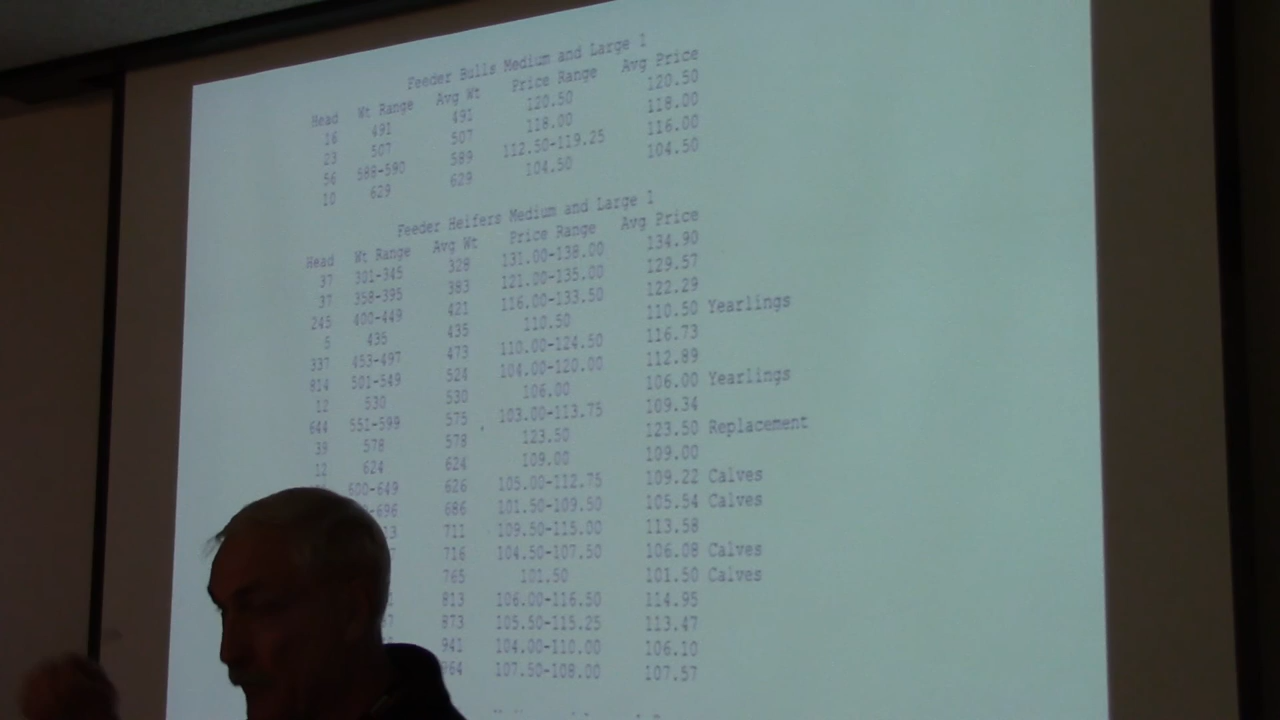 Feeder Bulls Medium and Large 1
Head Wt Range Avg Wt Price Range Avg Price
16 491 491 120.50 120.50
23 507 507 118.00 118.00
56 588-590 589 112.50-119.25 116.00
10 629 629 104.50 104.50
Feeder Heifers Medium and Large 1
Head Wt Range Avg Wt Price Range Avg Price
37 301-345 328 131.00-138.00 134.90
37 358-395 383 121.00-135.00 129.57
245 400-449 421 116.00-133.50 122.29
5 435 435 110.50 110.50 Yearlings
337 453-497 473 110.00-124.50 116.73
814 501-549 524 104.00-120.00 112.89
12 530 530 106.00 106.00 Yearlings
644 551-599 575 103.00-113.75 109.34
39 578 578 123.50 123.50 Replacement
12 624 624 109.00 109.00
600-649 626 105.00-112.75 109.22 Calves
-696 686 101.50-109.50 105.54 Calves
13 711 109.50-115.00 113.58
716 104.50-107.50 106.08 Calves
765 101.50 101.50 Calves
813 106.00-116.50 114.95
873 105.50-115.25 113.47
941 104.00-110.00 106.10
964 107.50-108.00 107.57